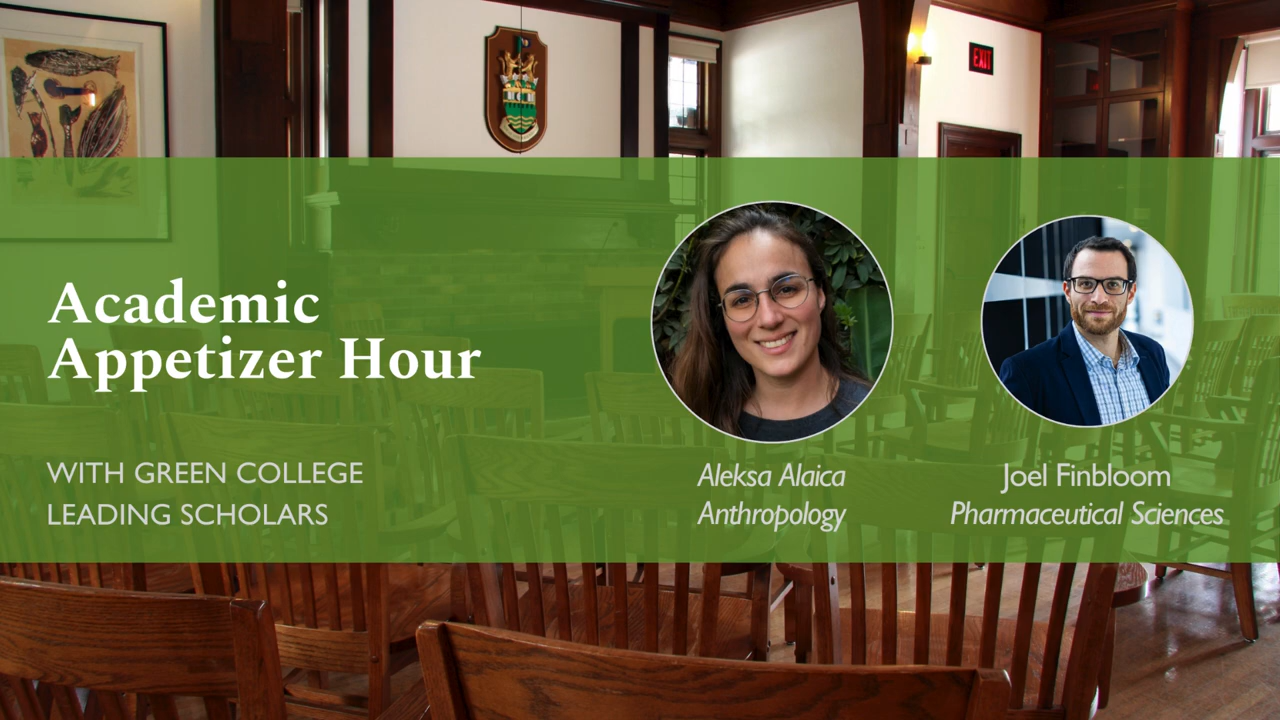 EXIT
Academic
Appetizer Hour
WITH GREEN COLLEGE
LEADING SCHOLARS
Aleksa Alaica
Anthropology
Joel Finbloom
Pharmaceutical Sciences